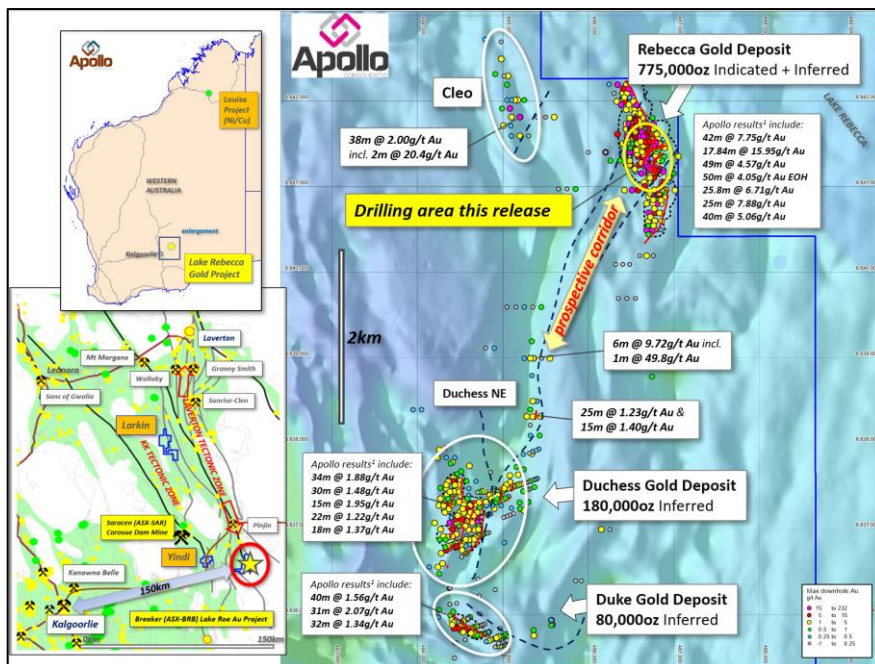 Apollo
Louisa
Project
(Ni/Cu)
WESTERN
AUSTRALIA
enlargement
Kalgoorlie
Lake Rebecca
Gold Project
Apollo
CONSOLIDATED
Cleo
38m @ 2.00g/t Au
incl. 2m @ 20.4g/t Au
Rebecca Gold Deposit
775,000oz Indicated + Inferred
LAKE REBECCA
Apollo results¹ include:
42m @ 7.75g/t Au
17.84m @ 15.95g/t Au
49m @ 4.57g/t Au
50m @ 4.05g/t Au EOH
25.8m @ 6.71g/t Au
25m @ 7.88g/t Au
40m @ 5.06g/t Au
Drilling area this release
prospective corridor
2km
6m @ 9.72g/t Au incl.
1m @ 49.8g/t Au
Duchess NE
25m @ 1.23g/t Au &
15m @ 1.40g/t Au
Apollo results¹ include:
34m @ 1.88g/t Au
30m @ 1.48g/t Au
15m @ 1.95g/t Au
22m @ 1.22g/t Au
18m @ 1.37g/t Au
Duchess Gold Deposit
180,000oz Inferred
Apollo results¹ include:
40m @ 1.56g/t Au
31m @ 2.07g/t Au
32m @ 1.34g/t Au
Duke Gold Deposit
80,000oz Inferred
Max downhole Au
g/t Au
15 to 232
5 to 15
1 to 5
0.5 to 1
0.25 to 0.5
-1 to 0.25
Laverton
Mt Morgans
Leonora
Wallaby
Granny Smith
Sons of Gwalia
Sunrise-Cleo
Larkin
LAVERTON TECTONIC ZONE
KK TECTONIC ZONE
Saracen (ASX-SAR)
Carosue Dam Mine
Pinjin
Yindi
Kanowna Belle
150km
Kalgoorlie
Breaker (ASX-BRB) Lake Roe Au Project
150km